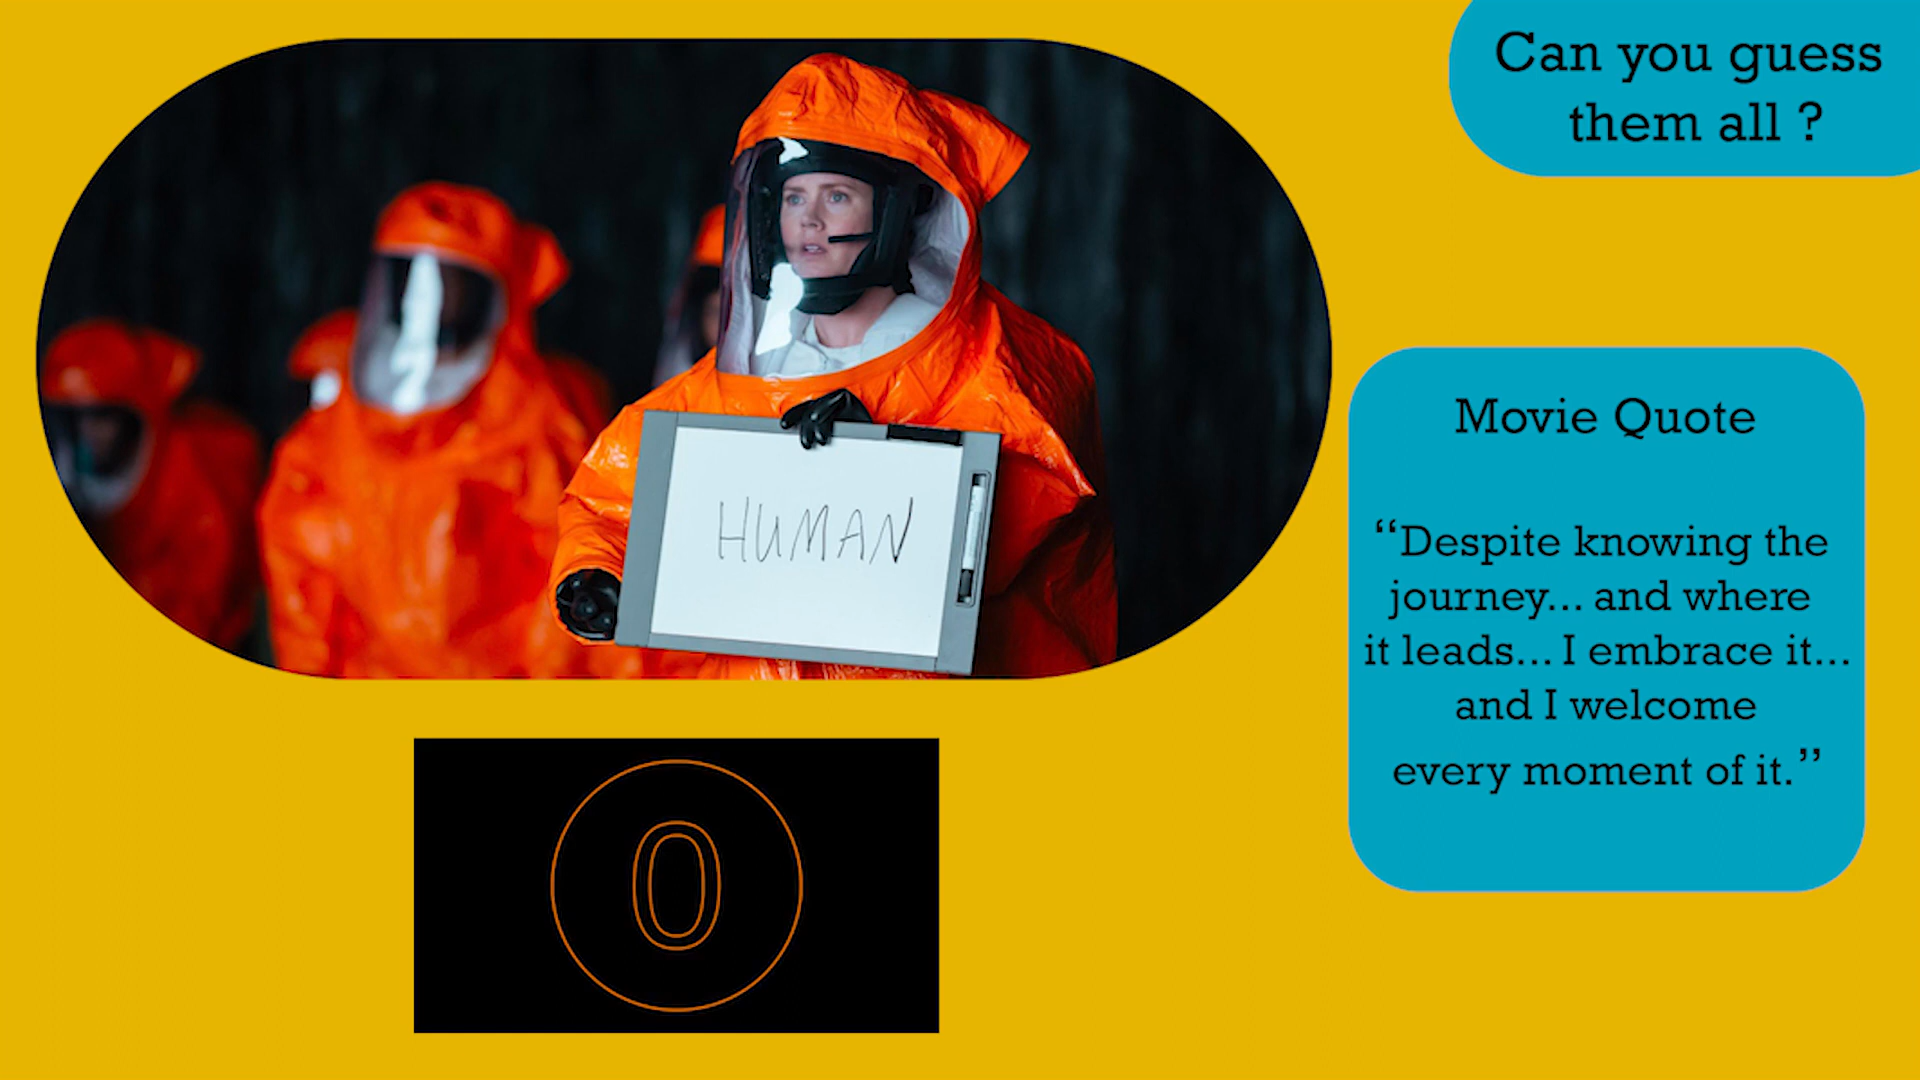 Can you guess
them all ?
HUMAN
Movie Quote
“Despite knowing the
journey... and where
it leads... I embrace it...
and I welcome
every moment of it.”
0